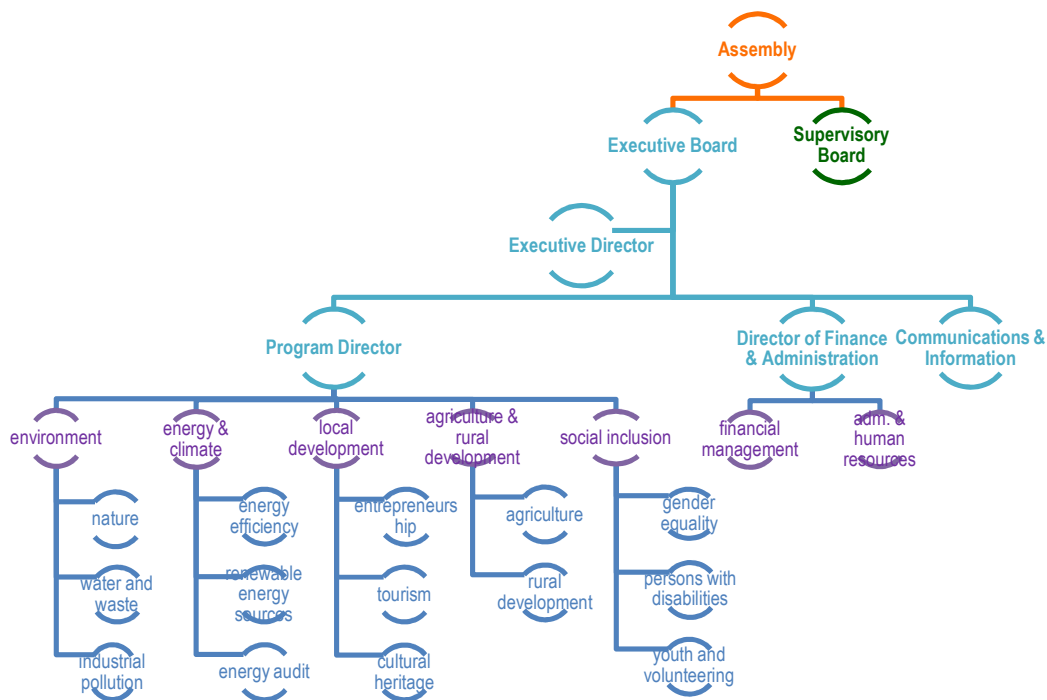 Assembly
Executive Board
Supervisory
Board
Executive Director
Program Director
Director of Finance
& Administration
Communications &
Information
environment
energy &
climate
local
development
agriculture &
rural
development
social inclusion
financial
management
adm. &
human
resources
nature
water and
waste
industrial
pollution
energy
efficiency
renewable
energy
sources
energy audit
entrepreneurs
hip
tourism
cultural
heritage
agriculture
rural
development
gender
equality
persons with
disabilities
youth and
volunteering